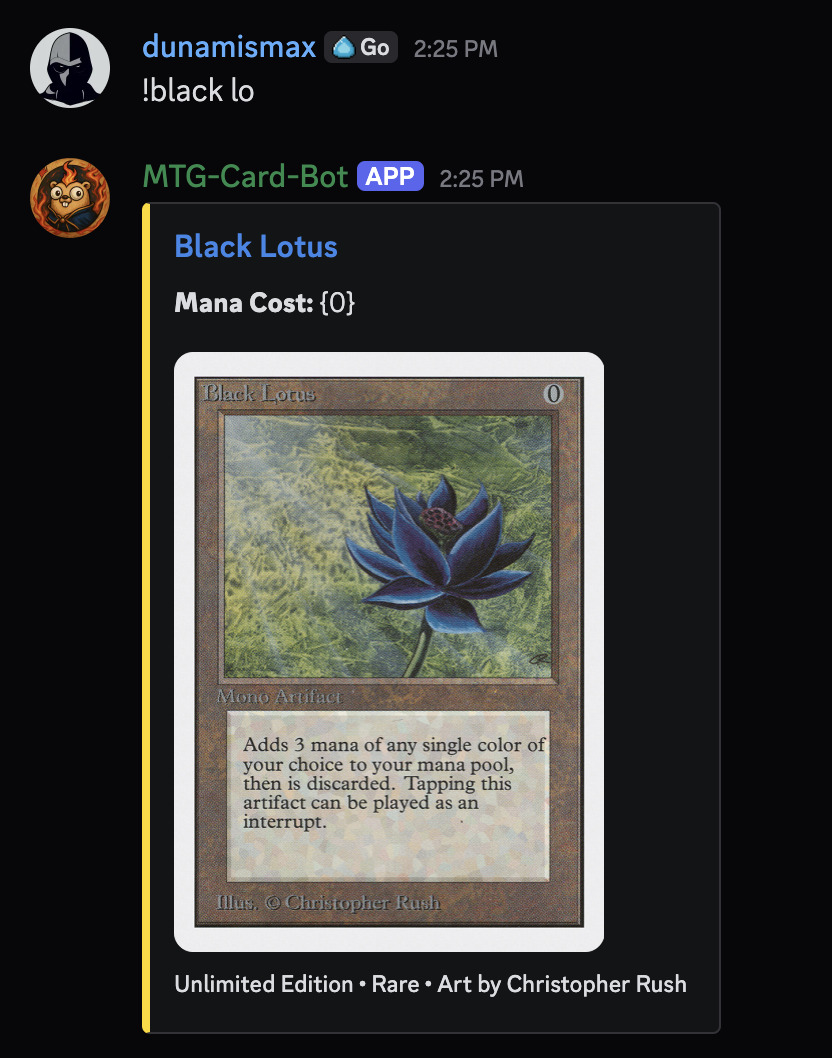 dunamismax Go 2:25 PM
!black lo
MTG-Card-Bot APP 2:25 PM
Black Lotus
Mana Cost: {0}
Black Lotus 0
Mono Artifact
Adds 3 mana of any single color of
your choice to your mana pool,
then is discarded. Tapping this
artifact can be played as an
interrupt.
Illus. © Christopher Rush
Unlimited Edition • Rare • Art by Christopher Rush